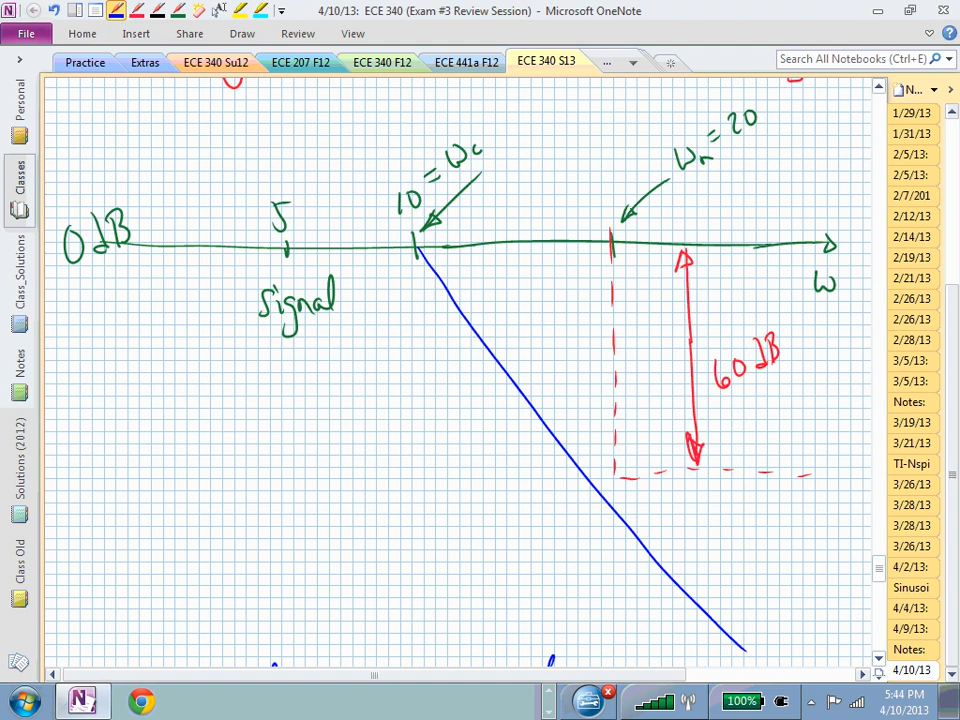 4/10/13: ECE 340 (Exam #3 Review Session) - Microsoft OneNote
File Home Insert Share Draw Review View
Practice Extras ECE 340 Su12 ECE 207 F12 ECE 340 F12 ECE 441a F12 ECE 340 S13 ...
Search All Notebooks (Ctrl+E)
Personal
Classes
Class_Solutions
Notes
Solutions (2012)
Class Old
N...
1/29/13
1/31/13
2/5/13:
2/5/13:
2/7/201
2/12/13
2/14/13
2/19/13
2/21/13
2/26/13
2/26/13
2/28/13
3/5/13:
3/5/13:
Notes:
3/19/13
3/21/13
TI-Nspi
3/26/13
3/28/13
3/28/13
3/26/13
4/2/13:
Sinusoi
4/4/13:
4/9/13:
Notes:
4/10/13
0dB
5
signal
10 = Wc
= 20
W
60dB
100%
5:44 PM
4/10/2013